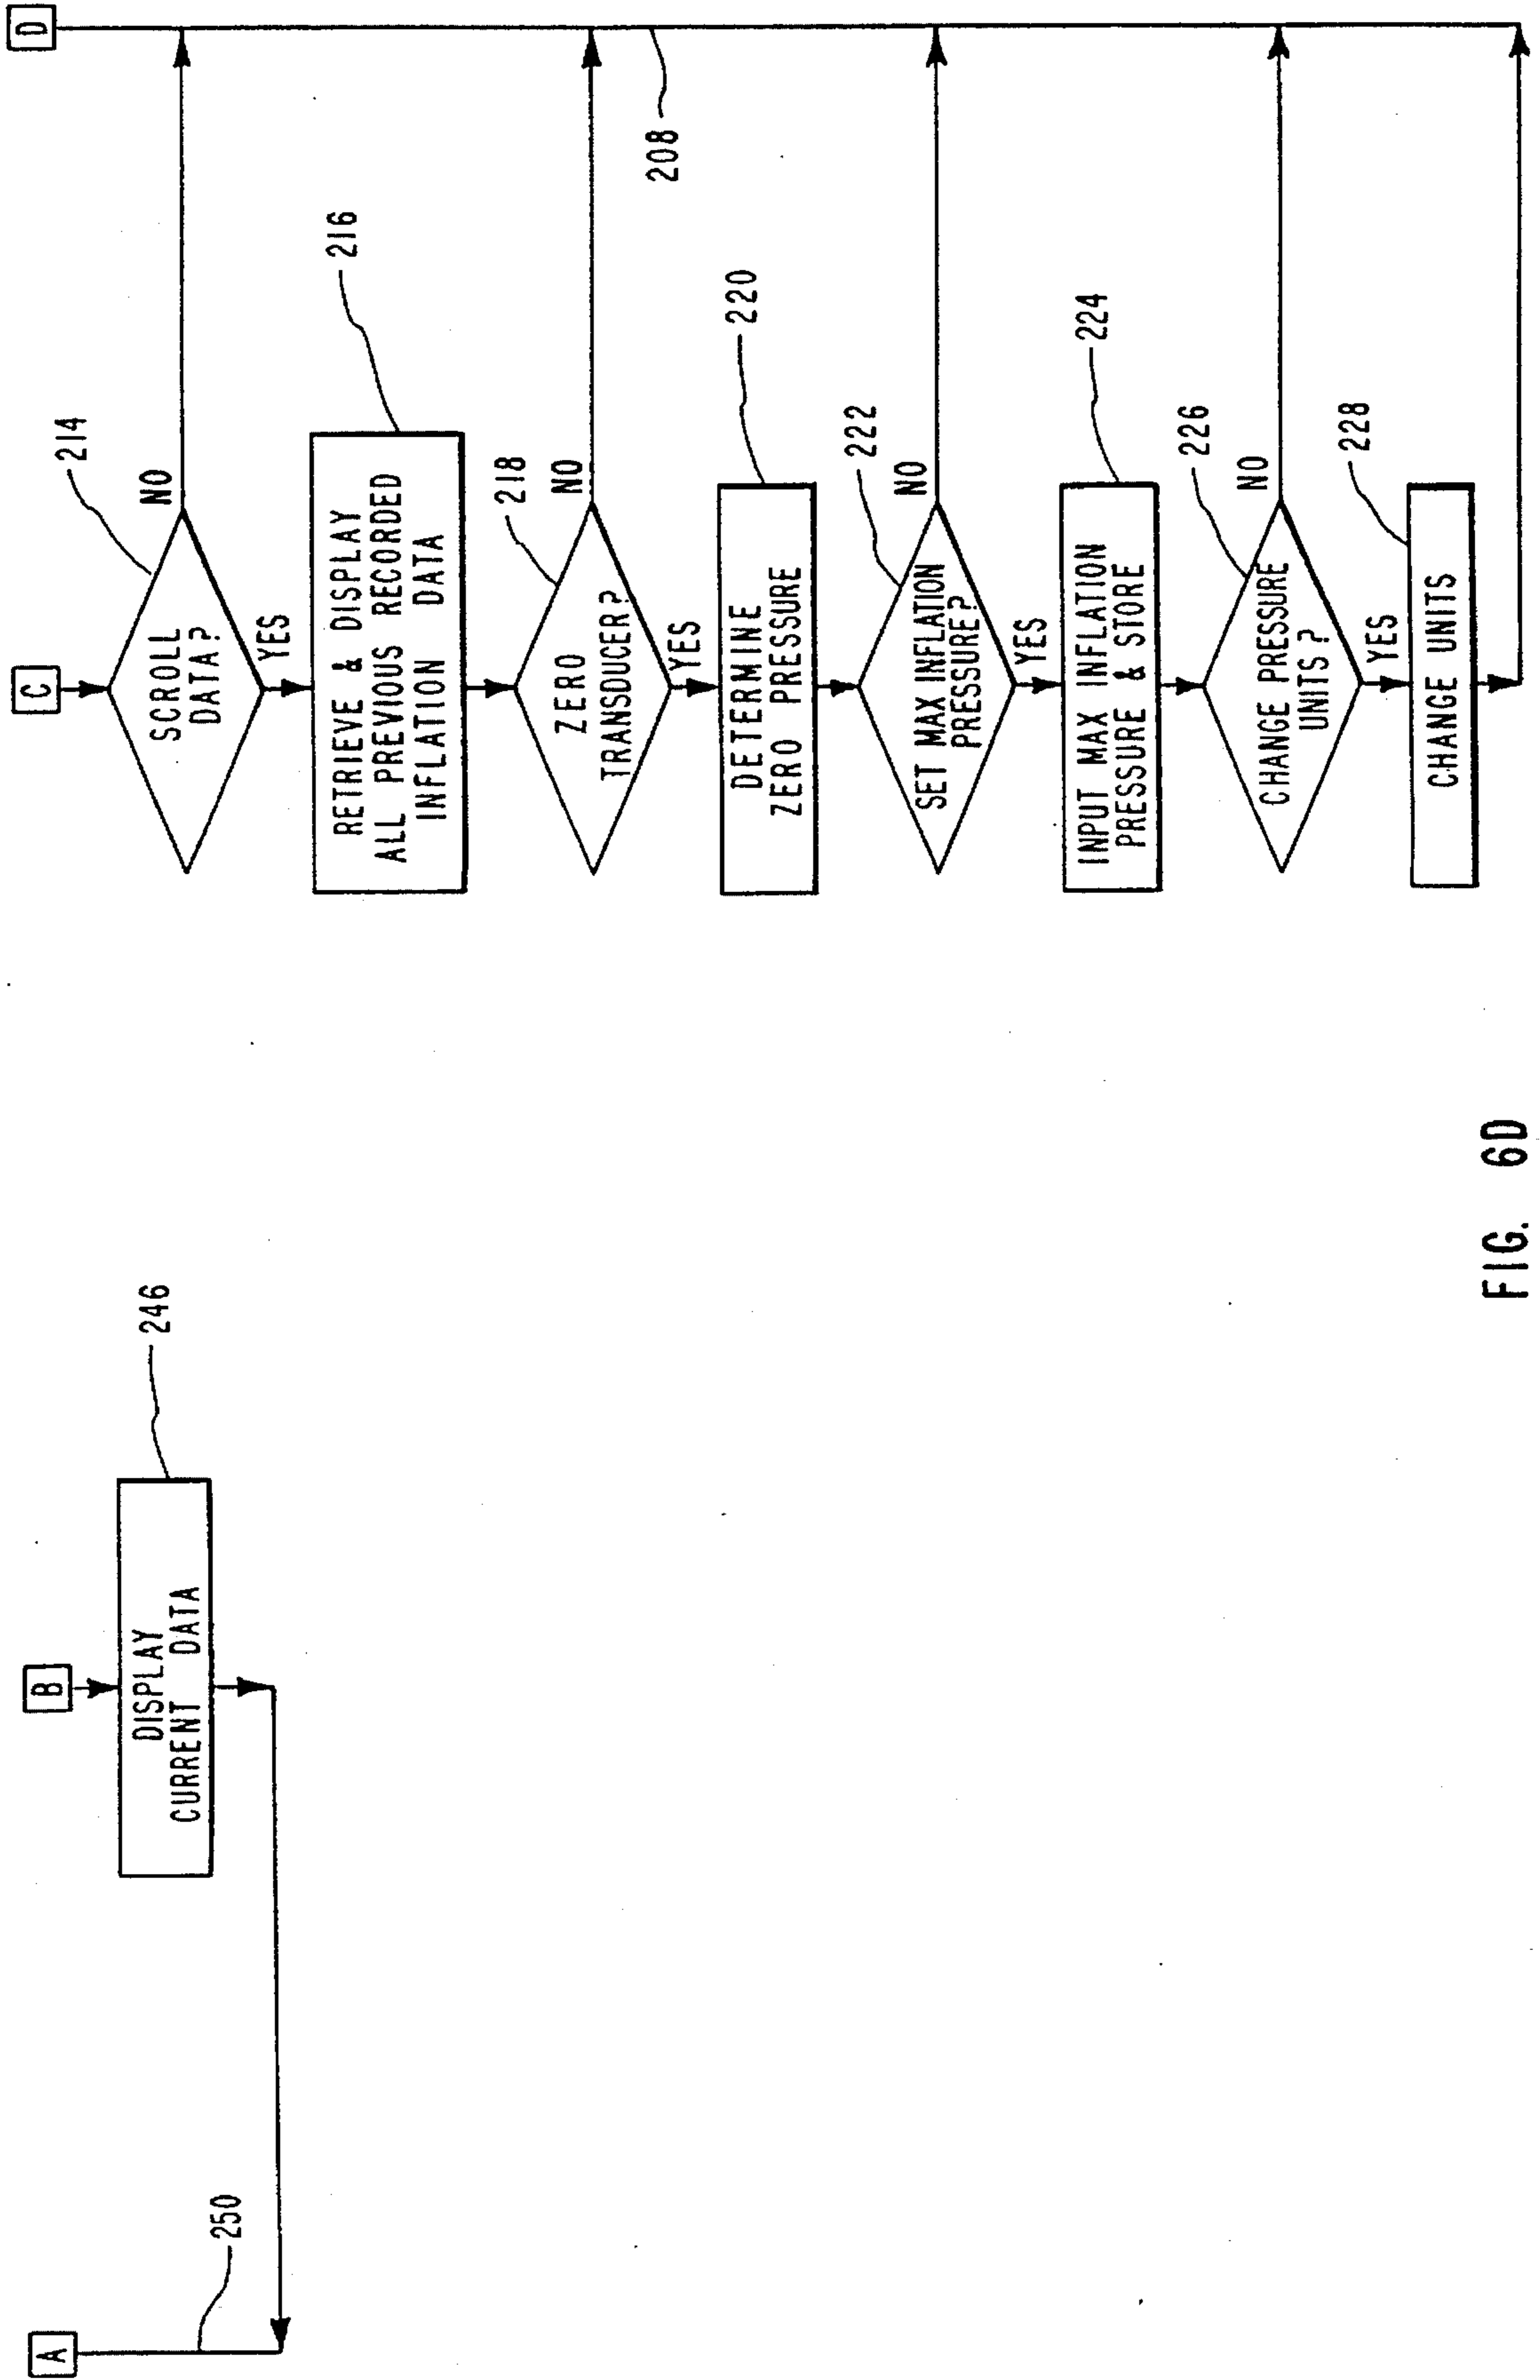 A
250
B
DISPLAY
CURRENT DATA
246
C
SCROLL
DATA?
214
NO
YES
RETRIEVE & DISPLAY
ALL PREVIOUS RECORDED
INFLATION DATA
216
ZERO
TRANSDUCER?
218
NO
YES
DETERMINE
ZERO PRESSURE
220
SET MAX INFLATION
PRESSURE?
222
NO
YES
INPUT MAX INFLATION
PRESSURE & STORE
224
CHANGE PRESSURE
UNITS?
226
NO
YES
CHANGE UNITS
228
D
208
FIG. 6D